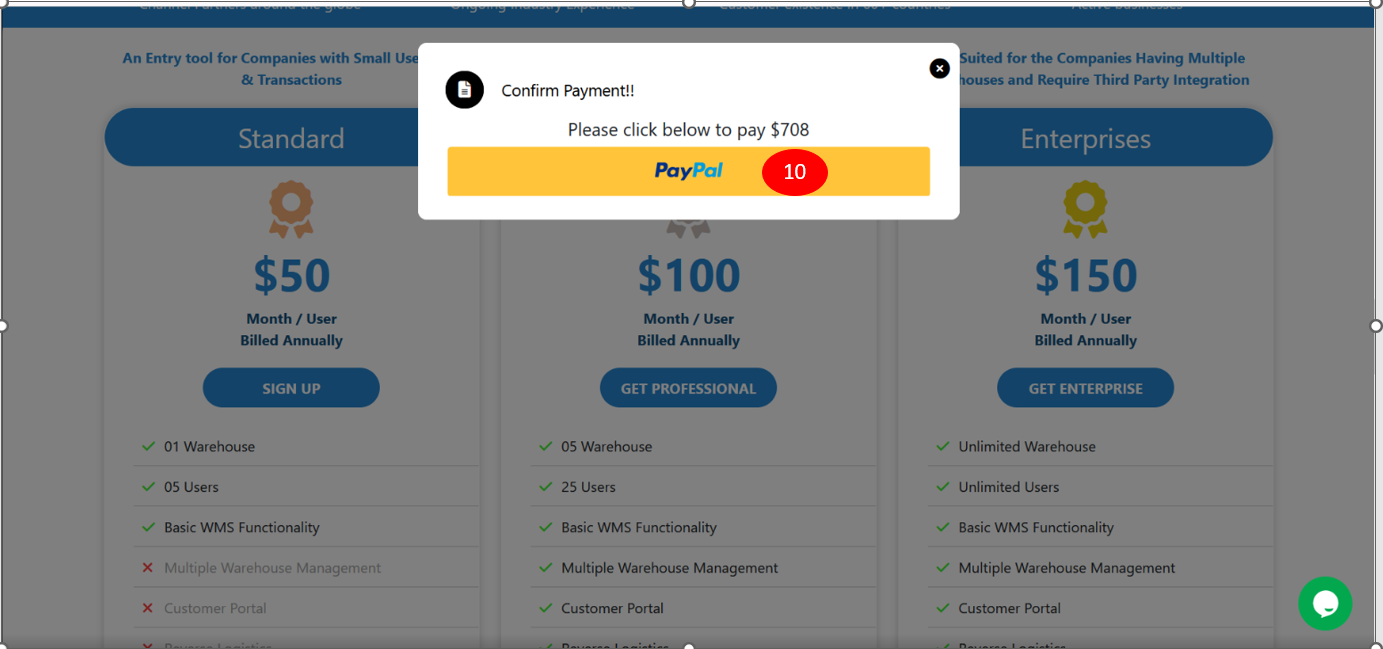 Channel Partners around the globe
Ongoing Industry Experience
Customer Existence in 60+ Countries
Active Businesses
An Entry tool for Companies with Small Use
& Transactions
Suited for the Companies Having Multiple
houses and Require Third Party Integration
Confirm Payment!!
Please click below to pay $708
PayPal
10
Standard
Enterprises
$50
Month / User
Billed Annually
SIGN UP
01 Warehouse
05 Users
Basic WMS Functionality
Multiple Warehouse Management
Customer Portal
Reverse Logistics
$100
Month / User
Billed Annually
GET PROFESSIONAL
05 Warehouse
25 Users
Basic WMS Functionality
Multiple Warehouse Management
Customer Portal
Reverse Logistics
$150
Month / User
Billed Annually
GET ENTERPRISE
Unlimited Warehouse
Unlimited Users
Basic WMS Functionality
Multiple Warehouse Management
Customer Portal
Reverse Logistics